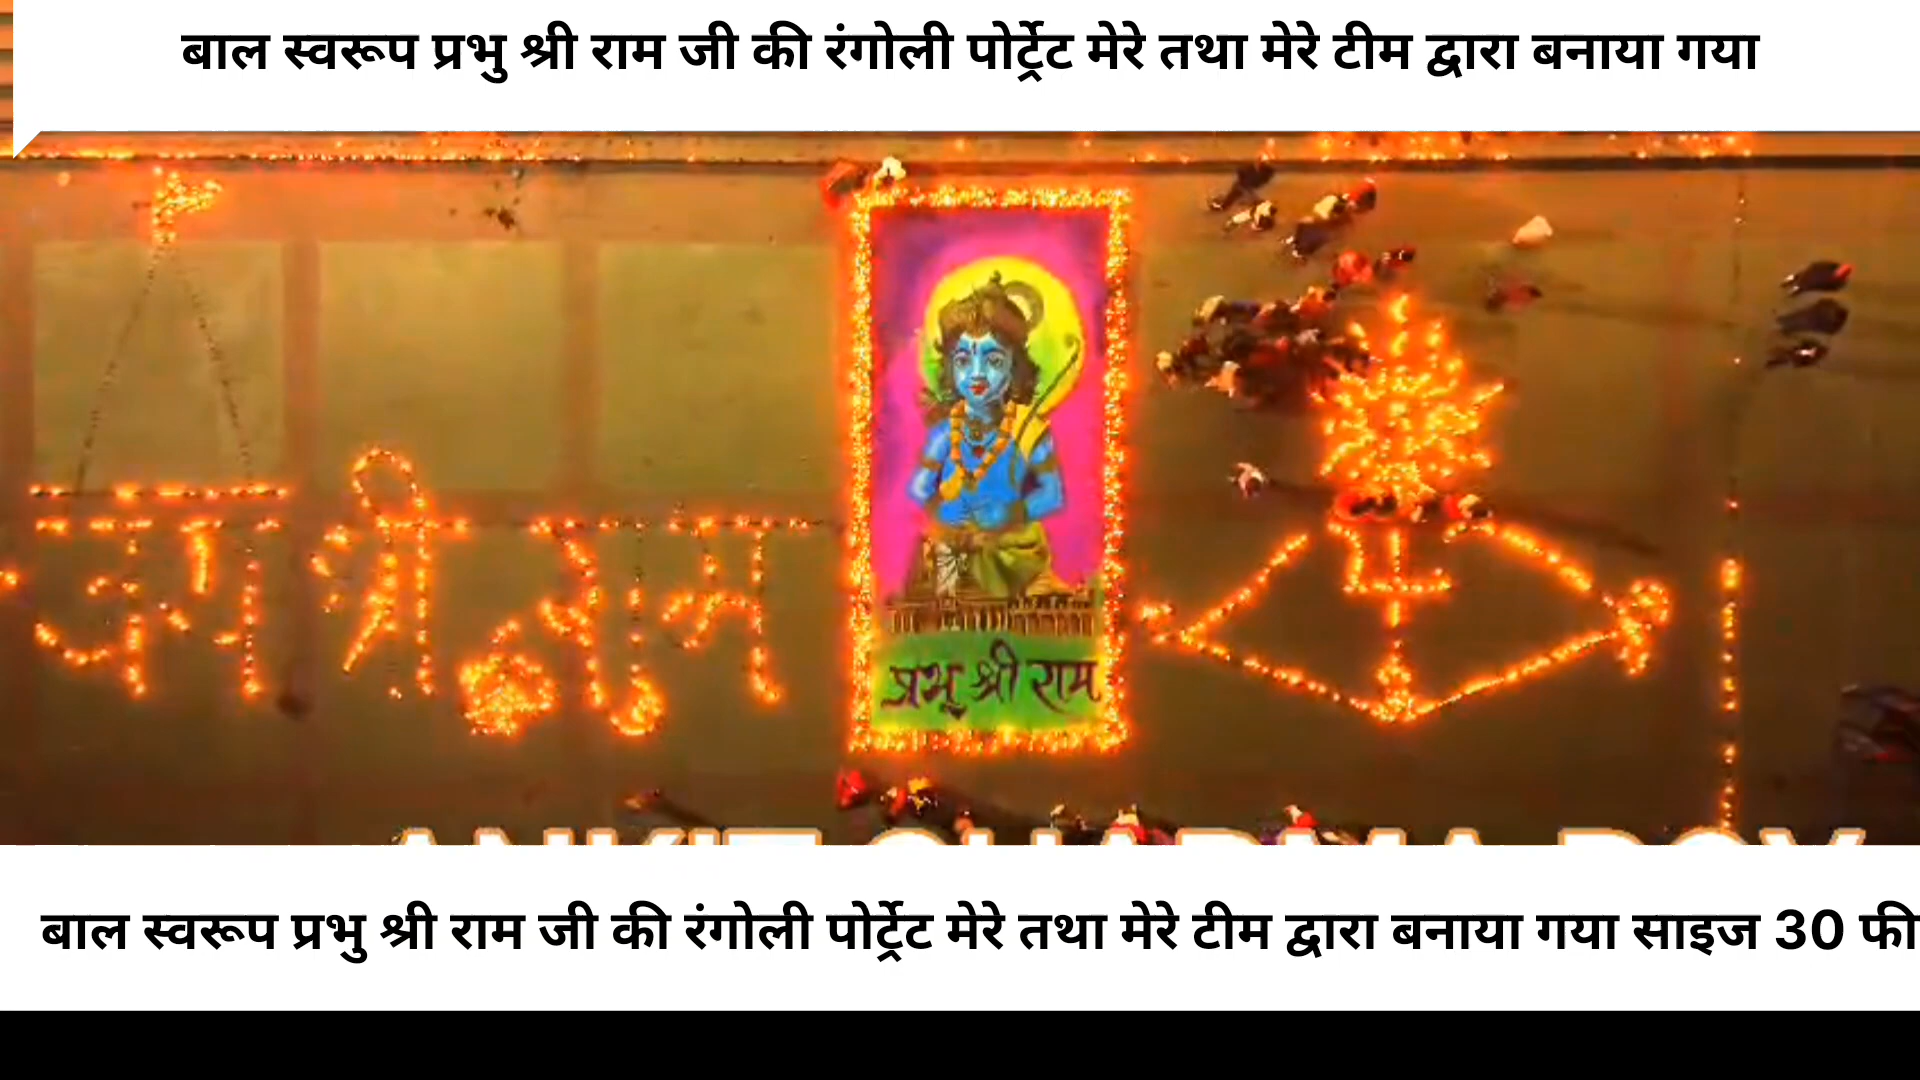 बाल स्वरूप प्रभु श्री राम जी की रंगोली पोर्ट्रेट मेरे तथा मेरे टीम द्वारा बनाया गया
जय श्री राम
प्रभु श्री राम
बाल स्वरूप प्रभु श्री राम जी की रंगोली पोर्ट्रेट मेरे तथा मेरे टीम द्वारा बनाया गया साइज 30 फी